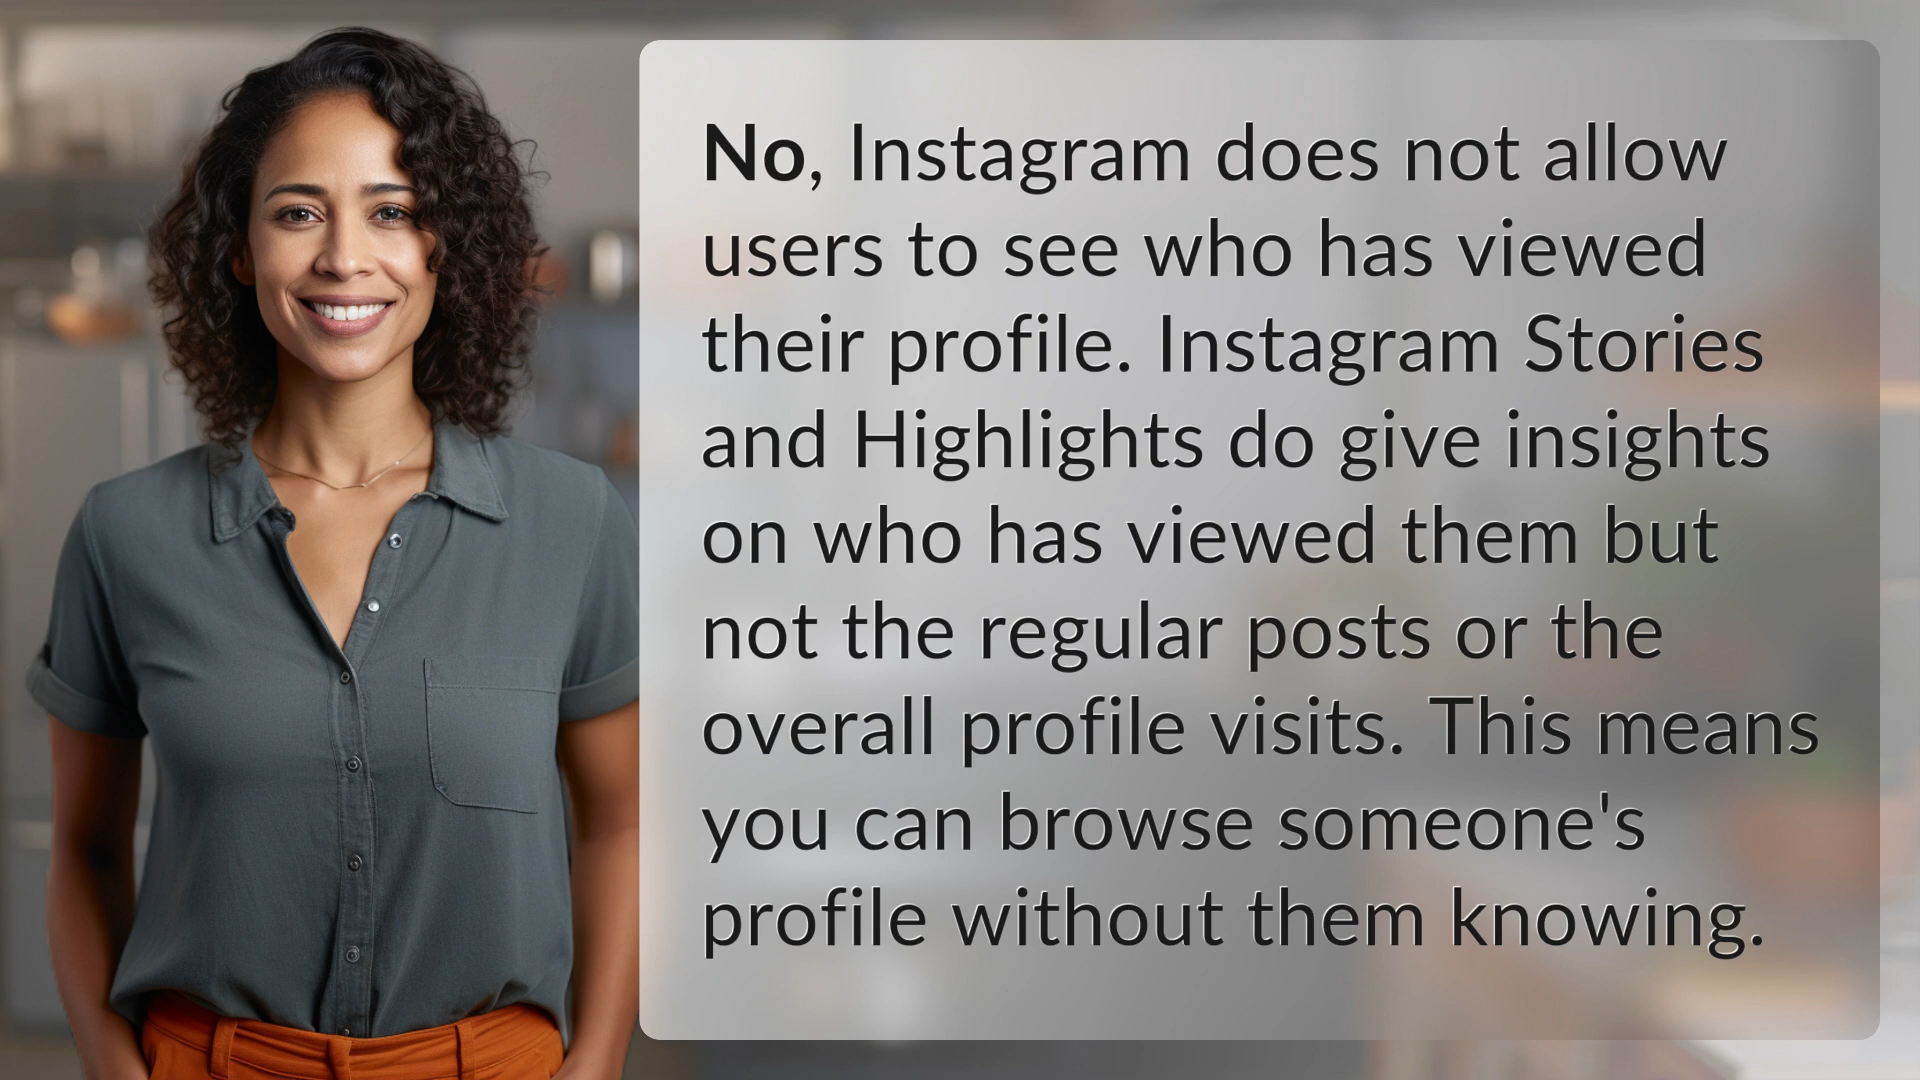 No, Instagram does not allow
users to see who has viewed
their profile. Instagram Stories
and Highlights do give insights
on who has viewed them but
not the regular posts or the
overall profile visits. This means
you can browse someone's
profile without them knowing.